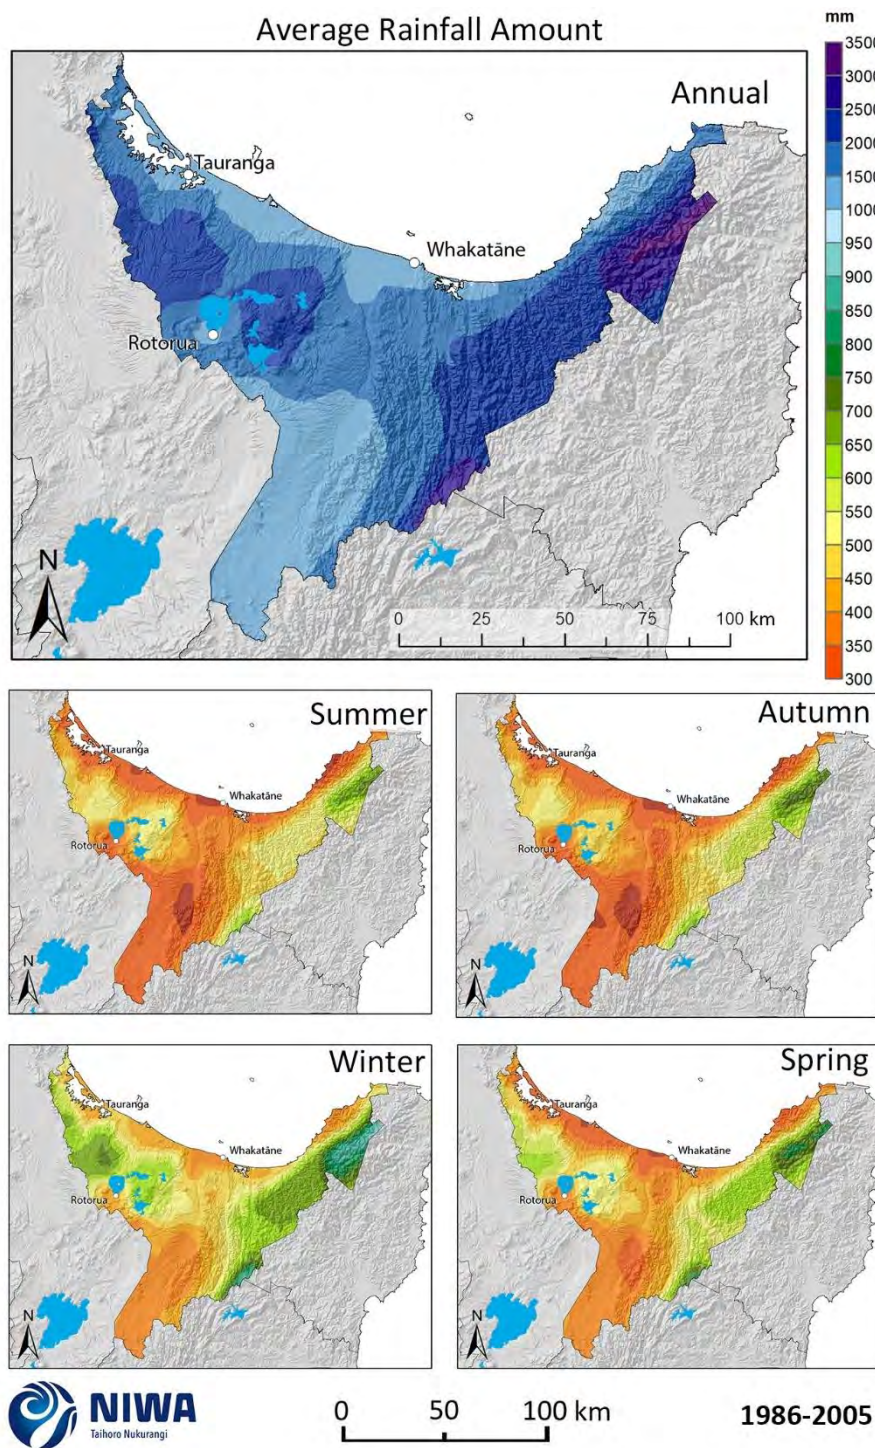 Average Rainfall Amount
mm
Annual
Tauranga
Whakatāne
Rotorua
N
0 25 50 75 100 km
3500
3000
2500
2000
1500
1000
950
900
850
800
750
700
650
600
550
500
450
400
350
300
Summer
Tauranga
Whakatāne
Rotorua
N
Autumn
Tauranga
Whakatāne
Rotorua
N
Winter
Tauranga
Whakatāne
Rotorua
N
Spring
Tauranga
Whakatāne
Rotorua
N
NIWA
Taihoro Nukurangi
0 50 100 km
1986-2005